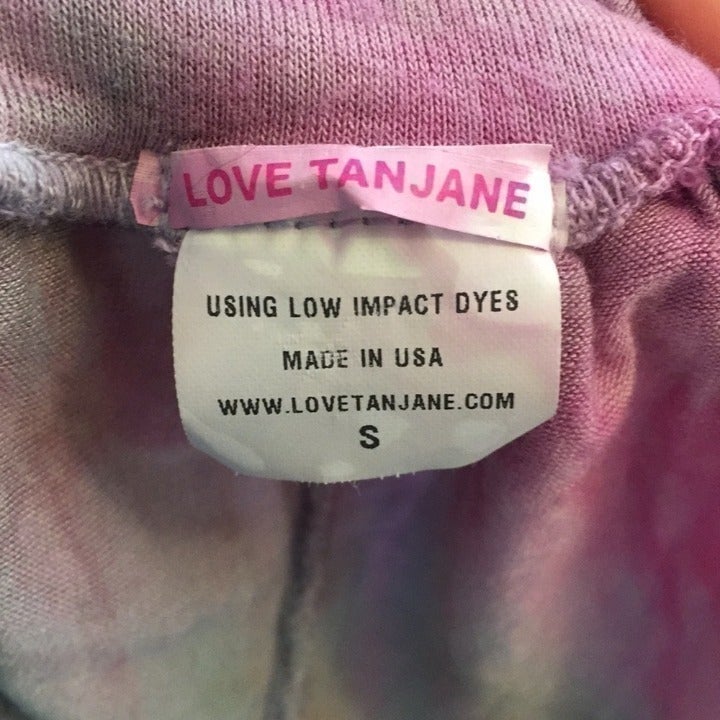 LOVE TANJANE
USING LOW IMPACT DYES
MADE IN USA
WWW.LOVETANJANE.COM
S